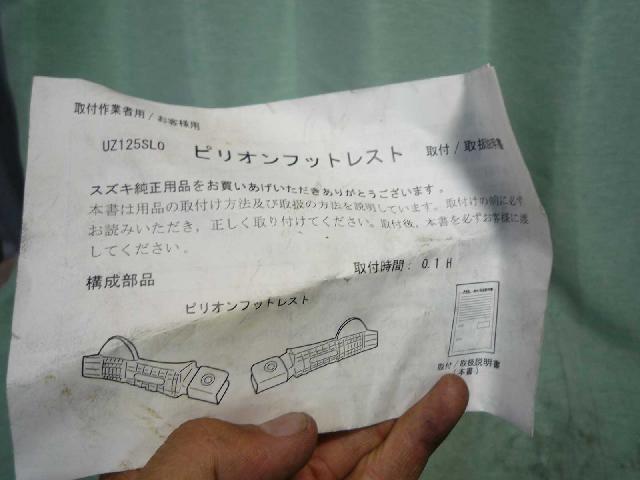 取付作業者用/お客様用
UZ125SL0 ピリオンフットレスト 取付/取扱説明書
スズキ純正用品をお買いあげいただきありがとうございます。
本書は用品の取付け方法及び取扱の方法を説明しています。取付けの前に必ず
お読みいただき，正しく取り付けてください。取付後，本書を必ずお客様に渡
してください。
構成部品 取付時間：0.1H
ピリオンフットレスト
取付/取扱説明書
(本書)